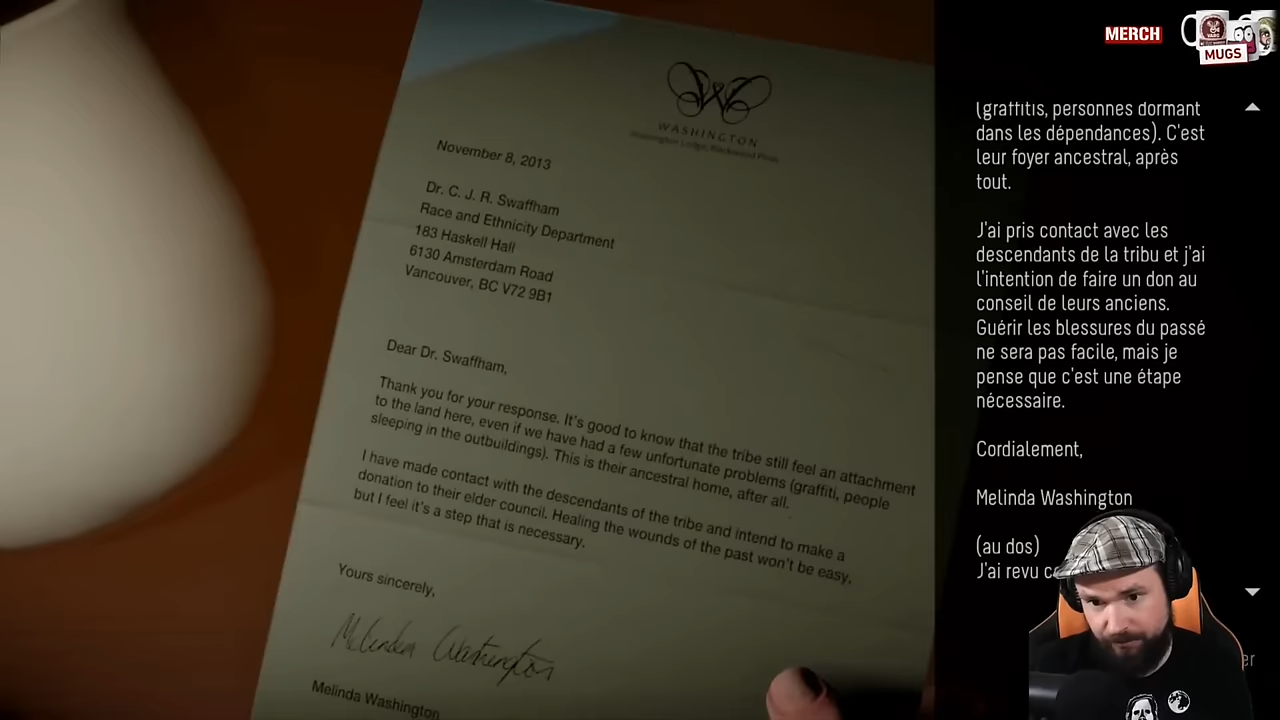 MERCH
MUGS
WASHINGTON
Washington Lodge, Blackwood Pines
November 8, 2013
Dr. C. J. R. Swaffham
Race and Ethnicity Department
183 Haskell Hall
6130 Amsterdam Road
Vancouver, BC V72 9B1
Dear Dr. Swaffham,
Thank you for your response. It's good to know that the tribe still feel an attachment
to the land here, even if we have had a few unfortunate problems (graffiti, people
sleeping in the outbuildings). This is their ancestral home, after all.
I have made contact with the descendants of the tribe and intend to make a
donation to their elder council. Healing the wounds of the past won't be easy,
but I feel it's a step that is necessary.
Yours sincerely,
Melinda Washington
Melinda Washington
(graffitis, personnes dormant
dans les dépendances). C'est
leur foyer ancestral, après
tout.
J'ai pris contact avec les
descendants de la tribu et j'ai
l'intention de faire un don au
conseil de leurs anciens.
Guérir les blessures du passé
ne sera pas facile, mais je
pense que c'est une étape
nécessaire.
Cordialement,
Melinda Washington
(au dos)
J'ai revu